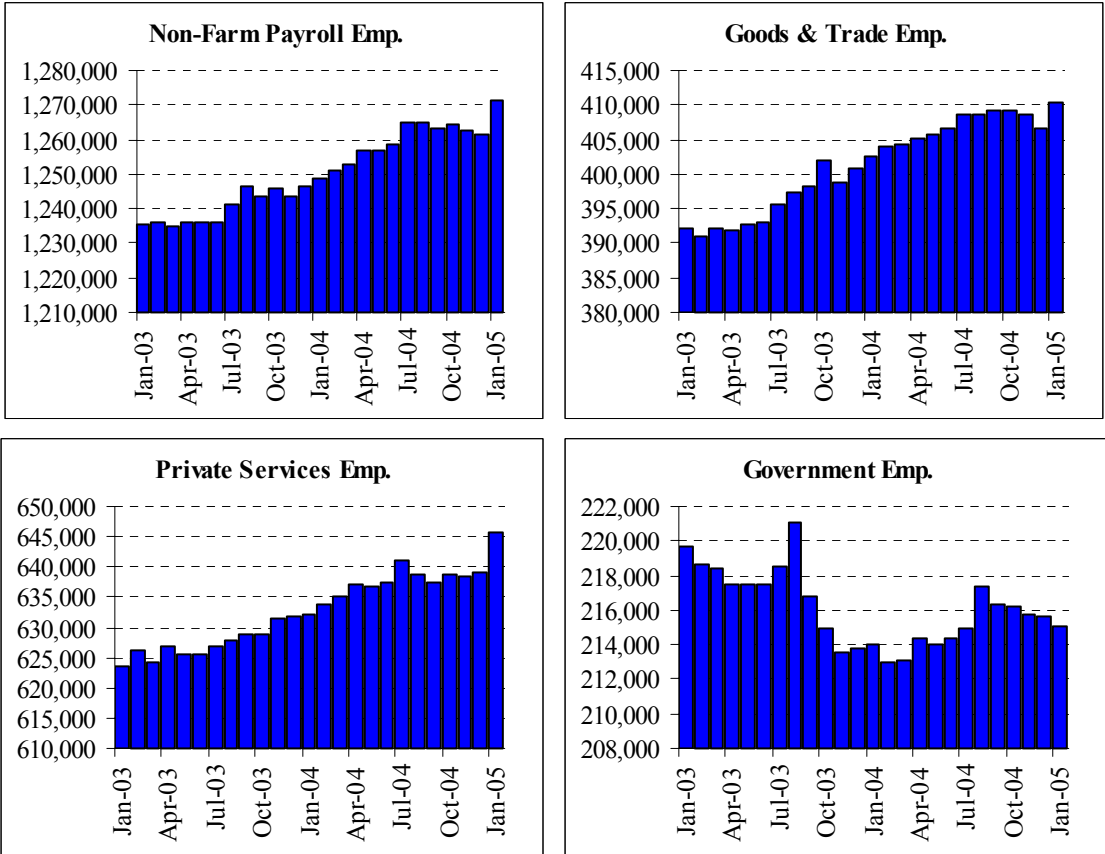 Non-Farm Payroll Emp.
1,280,000
1,270,000
1,260,000
1,250,000
1,240,000
1,230,000
1,220,000
1,210,000
Jan-03
Apr-03
Jul-03
Oct-03
Jan-04
Apr-04
Jul-04
Oct-04
Jan-05
Goods & Trade Emp.
415,000
410,000
405,000
400,000
395,000
390,000
385,000
380,000
Jan-03
Apr-03
Jul-03
Oct-03
Jan-04
Apr-04
Jul-04
Oct-04
Jan-05
Private Services Emp.
650,000
645,000
640,000
635,000
630,000
625,000
620,000
615,000
610,000
Jan-03
Apr-03
Jul-03
Oct-03
Jan-04
Apr-04
Jul-04
Oct-04
Jan-05
Government Emp.
222,000
220,000
218,000
216,000
214,000
212,000
210,000
208,000
Jan-03
Apr-03
Jul-03
Oct-03
Jan-04
Apr-04
Jul-04
Oct-04
Jan-05